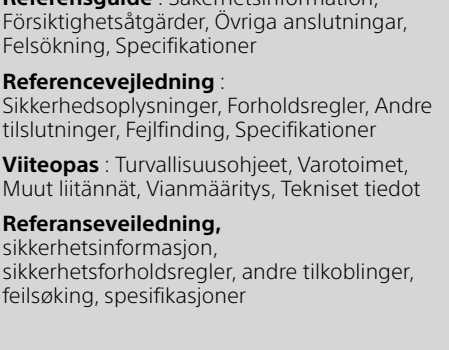 Referensguide : Säkerhetsinformation,
Försiktighetsåtgärder, Övriga anslutningar,
Felsökning, Specifikationer
Referencevejledning :
Sikkerhedsoplysninger, Forholdsregler, Andre
tilslutninger, Fejlfinding, Specifikationer
Viiteopas : Turvallisuusohjeet, Varotoimet,
Muut liitännät, Vianmääritys, Tekniset tiedot
Referanseveiledning,
sikkerhetsinformasjon,
sikkerhetsforholdsregler, andre tilkoblinger,
feilsøking, spesifikasjoner